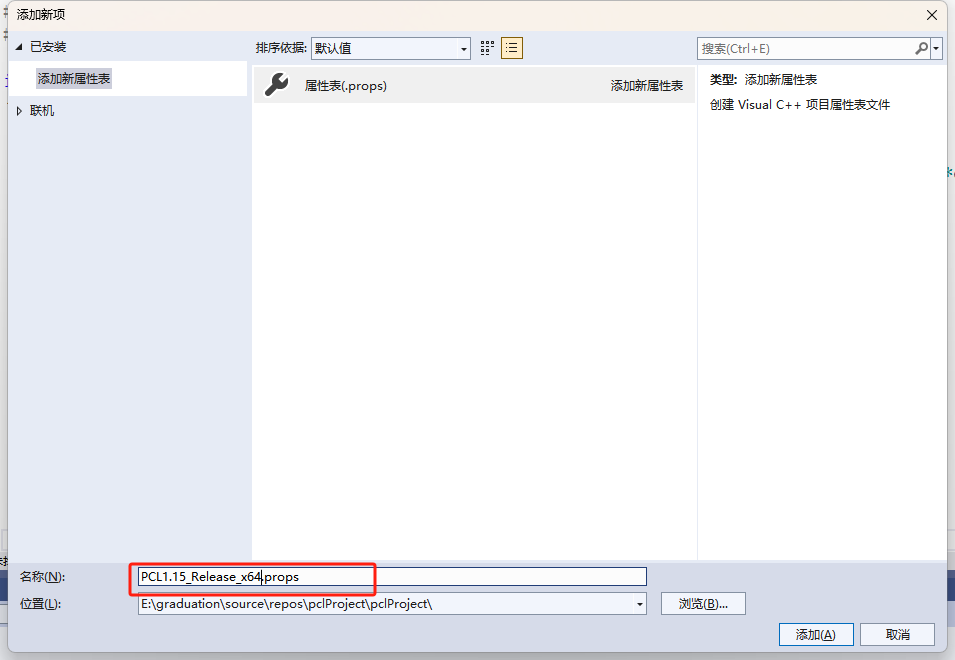 添加新项
已安装
排序依据: 默认值
搜索(Ctrl+E)
添加新属性表
属性表(.props) 添加新属性表
类型: 添加新属性表
联机
创建 Visual C++ 项目属性表文件
名称(N): PCL1.15_Release_x64.props
位置(L): E:\graduation\source\repos\pclProject\pclProject\
浏览(B)...
添加(A) 取消